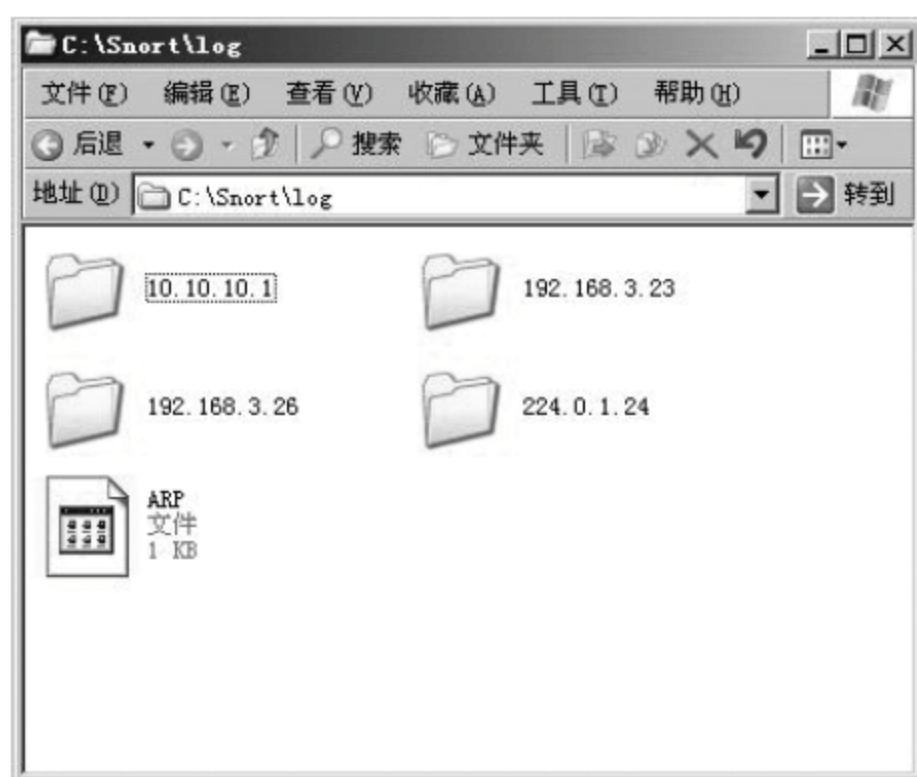 C:\Snort\log
文件(F) 编辑(E) 查看(V) 收藏(A) 工具(T) 帮助(H)
后退 搜索 文件夹
地址(D) C:\Snort\log 转到
10.10.10.1 192.168.3.23
192.168.3.26 224.0.1.24
ARP
文件
1 KB